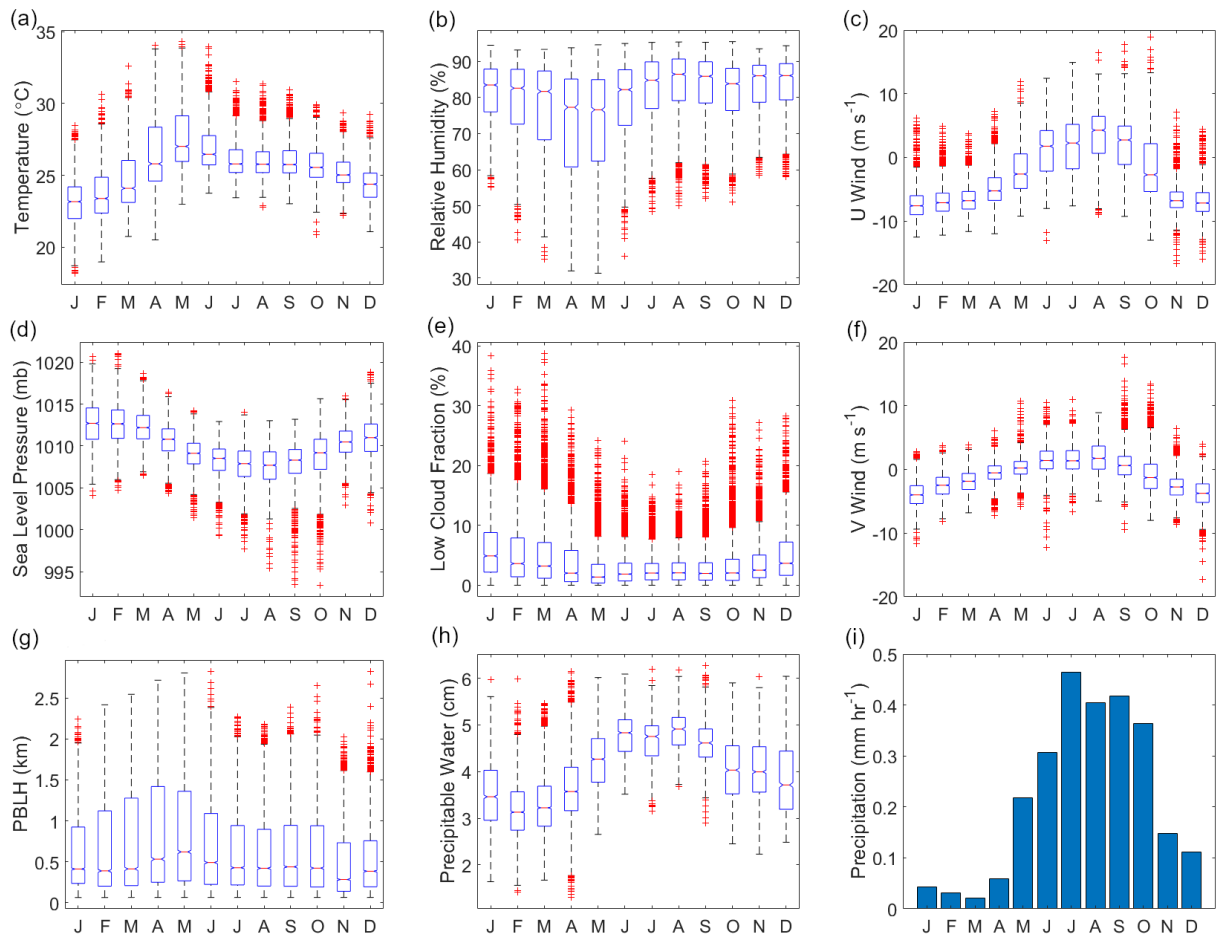 (a)
Temperature (°C)
35
30
25
20
J F M A M J J A S O N D
(b)
Relative Humidity (%)
90
80
70
60
50
40
30
J F M A M J J A S O N D
(c)
U Wind (m s⁻¹)
20
10
0
-10
-20
J F M A M J J A S O N D
(d)
Sea Level Pressure (mb)
1020
1015
1010
1005
1000
995
J F M A M J J A S O N D
(e)
Low Cloud Fraction (%)
40
30
20
10
0
J F M A M J J A S O N D
(f)
V Wind (m s⁻¹)
20
10
0
-10
-20
J F M A M J J A S O N D
(g)
PBLH (km)
2.5
2
1.5
1
0.5
0
J F M A M J J A S O N D
(h)
Precipitable Water (cm)
6
5
4
3
2
J F M A M J J A S O N D
(i)
Precipitation (mm hr⁻¹)
0.5
0.4
0.3
0.2
0.1
0
J F M A M J J A S O N D